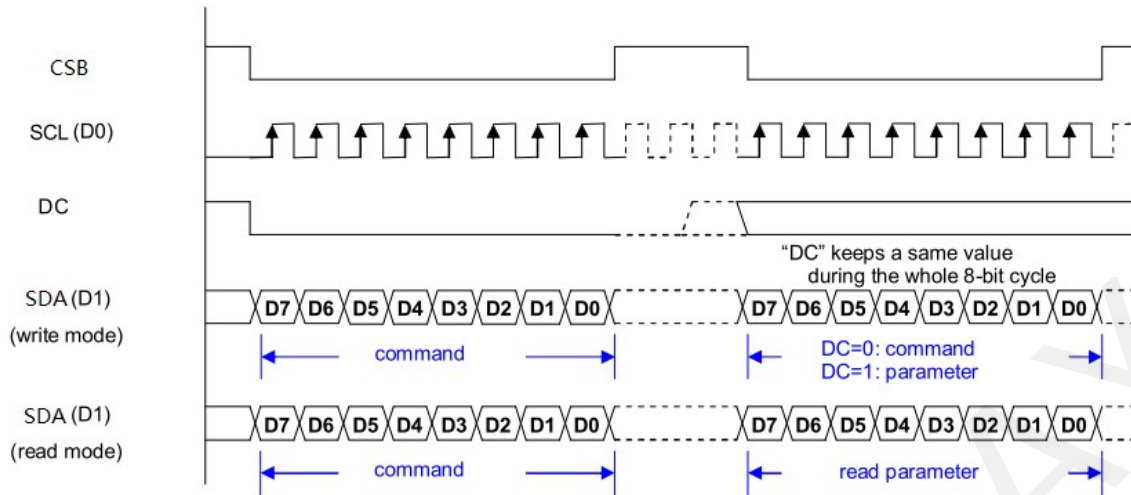 CSB
SCL (D0)
DC
“DC” keeps a same value
during the whole 8-bit cycle
SDA (D1)
(write mode)
D7 D6 D5 D4 D3 D2 D1 D0
D7 D6 D5 D4 D3 D2 D1 D0
command
DC=0: command
DC=1: parameter
SDA (D1)
(read mode)
D7 D6 D5 D4 D3 D2 D1 D0
D7 D6 D5 D4 D3 D2 D1 D0
command
read parameter